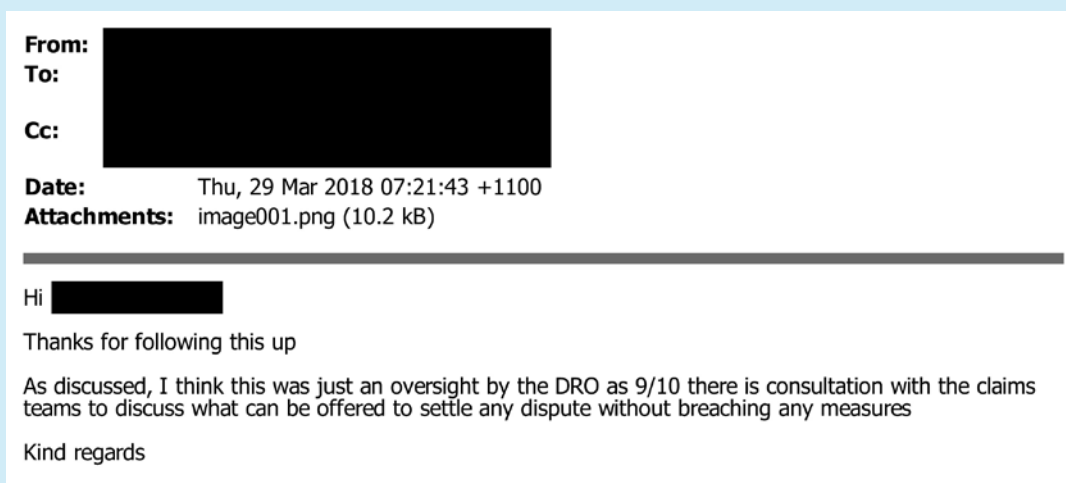 From:
To:
Cc:
Date: Thu, 29 Mar 2018 07:21:43 +1100
Attachments: image001.png (10.2 kB)
Hi
Thanks for following this up
As discussed, I think this was just an oversight by the DRO as 9/10 there is consultation with the claims
teams to discuss what can be offered to settle any dispute without breaching any measures
Kind regards